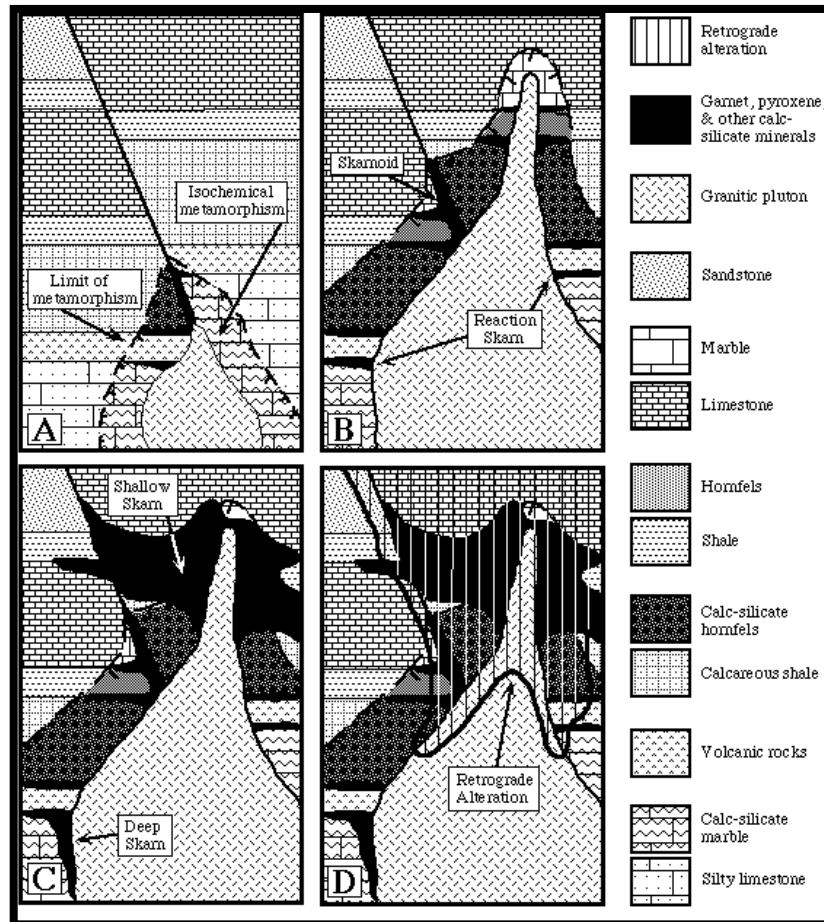 Isochemical
metamorphism
Limit of
metamorphism
A
Skarnoid
Reaction
Skarn
B
Shallow
Skarn
Deep
Skarn
C
Retrograde
Alteration
D
Retrograde
alteration
Garnet, pyroxene,
& other calc-
silicate minerals
Granitic pluton
Sandstone
Marble
Limestone
Hornfels
Shale
Calc-silicate
hornfels
Calcareous shale
Volcanic rocks
Calc-silicate
marble
Silty limestone